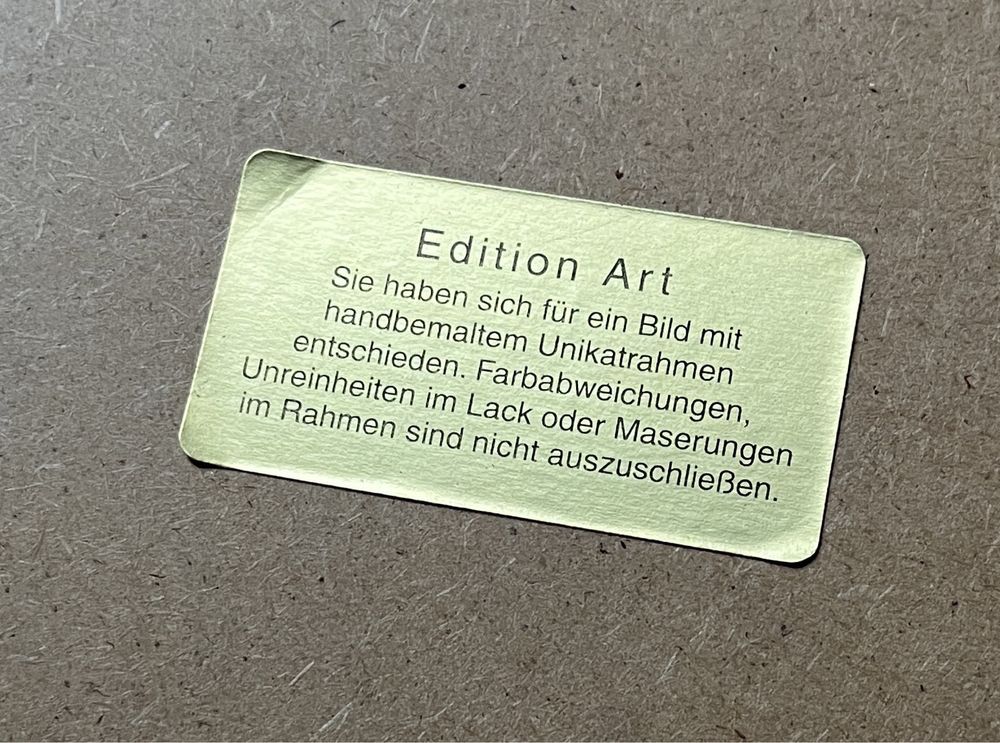 Edition Art
Sie haben sich für ein Bild mit
handbemaltem Unikatrahmen
entschieden. Farbabweichungen,
Unreinheiten im Lack oder Maserungen
im Rahmen sind nicht auszuschließen.